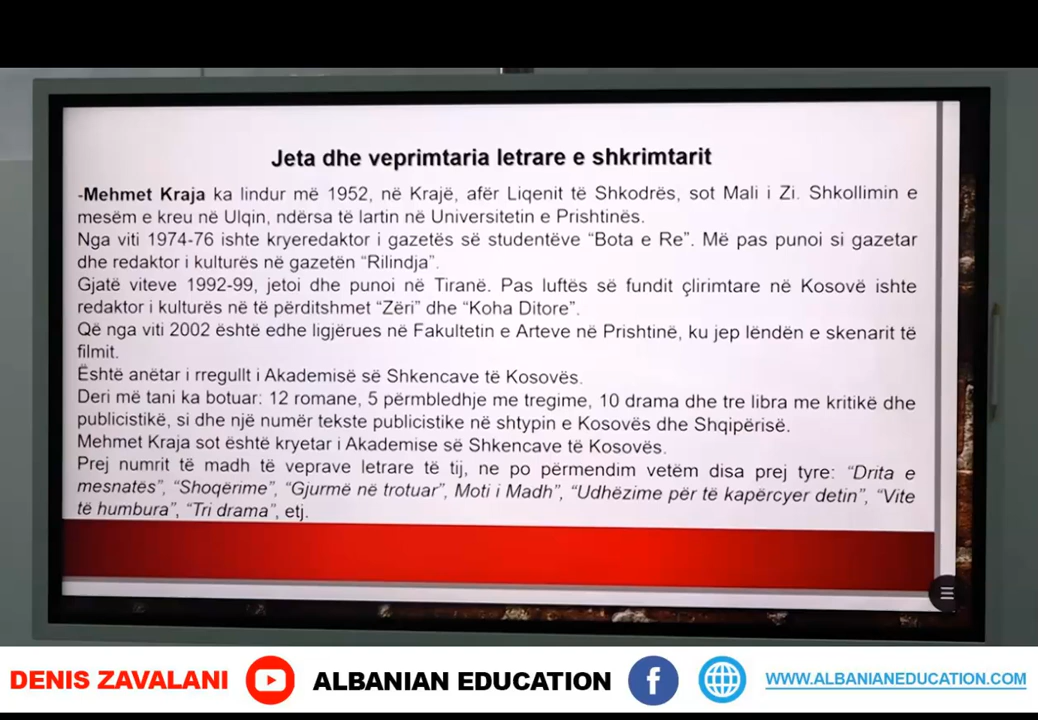 Jeta dhe veprimtaria letrare e shkrimtarit
-Mehmet Kraja ka lindur më 1952, në Krajë, afër Liqenit të Shkodrës, sot Mali i Zi. Shkollimin e
mesëm e kreu në Ulqin, ndërsa të lartin në Universitetin e Prishtinës.
Nga viti 1974-76 ishte kryeredaktor i gazetës së studentëve “Bota e Re”. Më pas punoi si gazetar
dhe redaktor i kulturës në gazetën “Rilindja”.
Gjatë viteve 1992-99, jetoi dhe punoi në Tiranë. Pas luftës së fundit çlirimtare në Kosovë ishte
redaktor i kulturës në të përditshmet “Zëri” dhe “Koha Ditore”.
Që nga viti 2002 është edhe ligjërues në Fakultetin e Arteve në Prishtinë, ku jep lëndën e skenarit të
filmit.
Është anëtar i rregullt i Akademisë së Shkencave të Kosovës.
Deri më tani ka botuar: 12 romane, 5 përmbledhje me tregime, 10 drama dhe tre libra me kritikë dhe
publicistikë, si dhe një numër tekste publicistike në shtypin e Kosovës dhe Shqipërisë.
Mehmet Kraja sot është kryetar i Akademise së Shkencave të Kosovës.
Prej numrit të madh të veprave letrare të tij, ne po përmendim vetëm disa prej tyre: “Drita e
mesnatës”, “Shoqërime”, “Gjurmë në trotuar”, Moti i Madh”, “Udhëzime për të kapërcyer detin”, “Vite
të humbura”, “Tri drama”, etj.
DENIS ZAVALANI ALBANIAN EDUCATION WWW.ALBANIANEDUCATION.COM